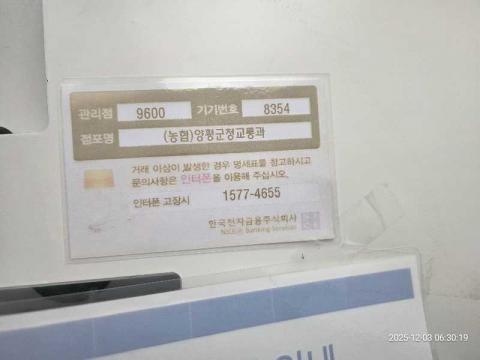 관리점 9600 기기번호 8354
점포명 (농협)양평군청교통과
거래 이상이 발생한 경우 명세표를 참고하시고
문의사항은 인터폰을 이용해 주십시오.
인터폰 고장시 1577-4655
한국전자금융주식회사
Banking Services
2025-12-03 06:30:19